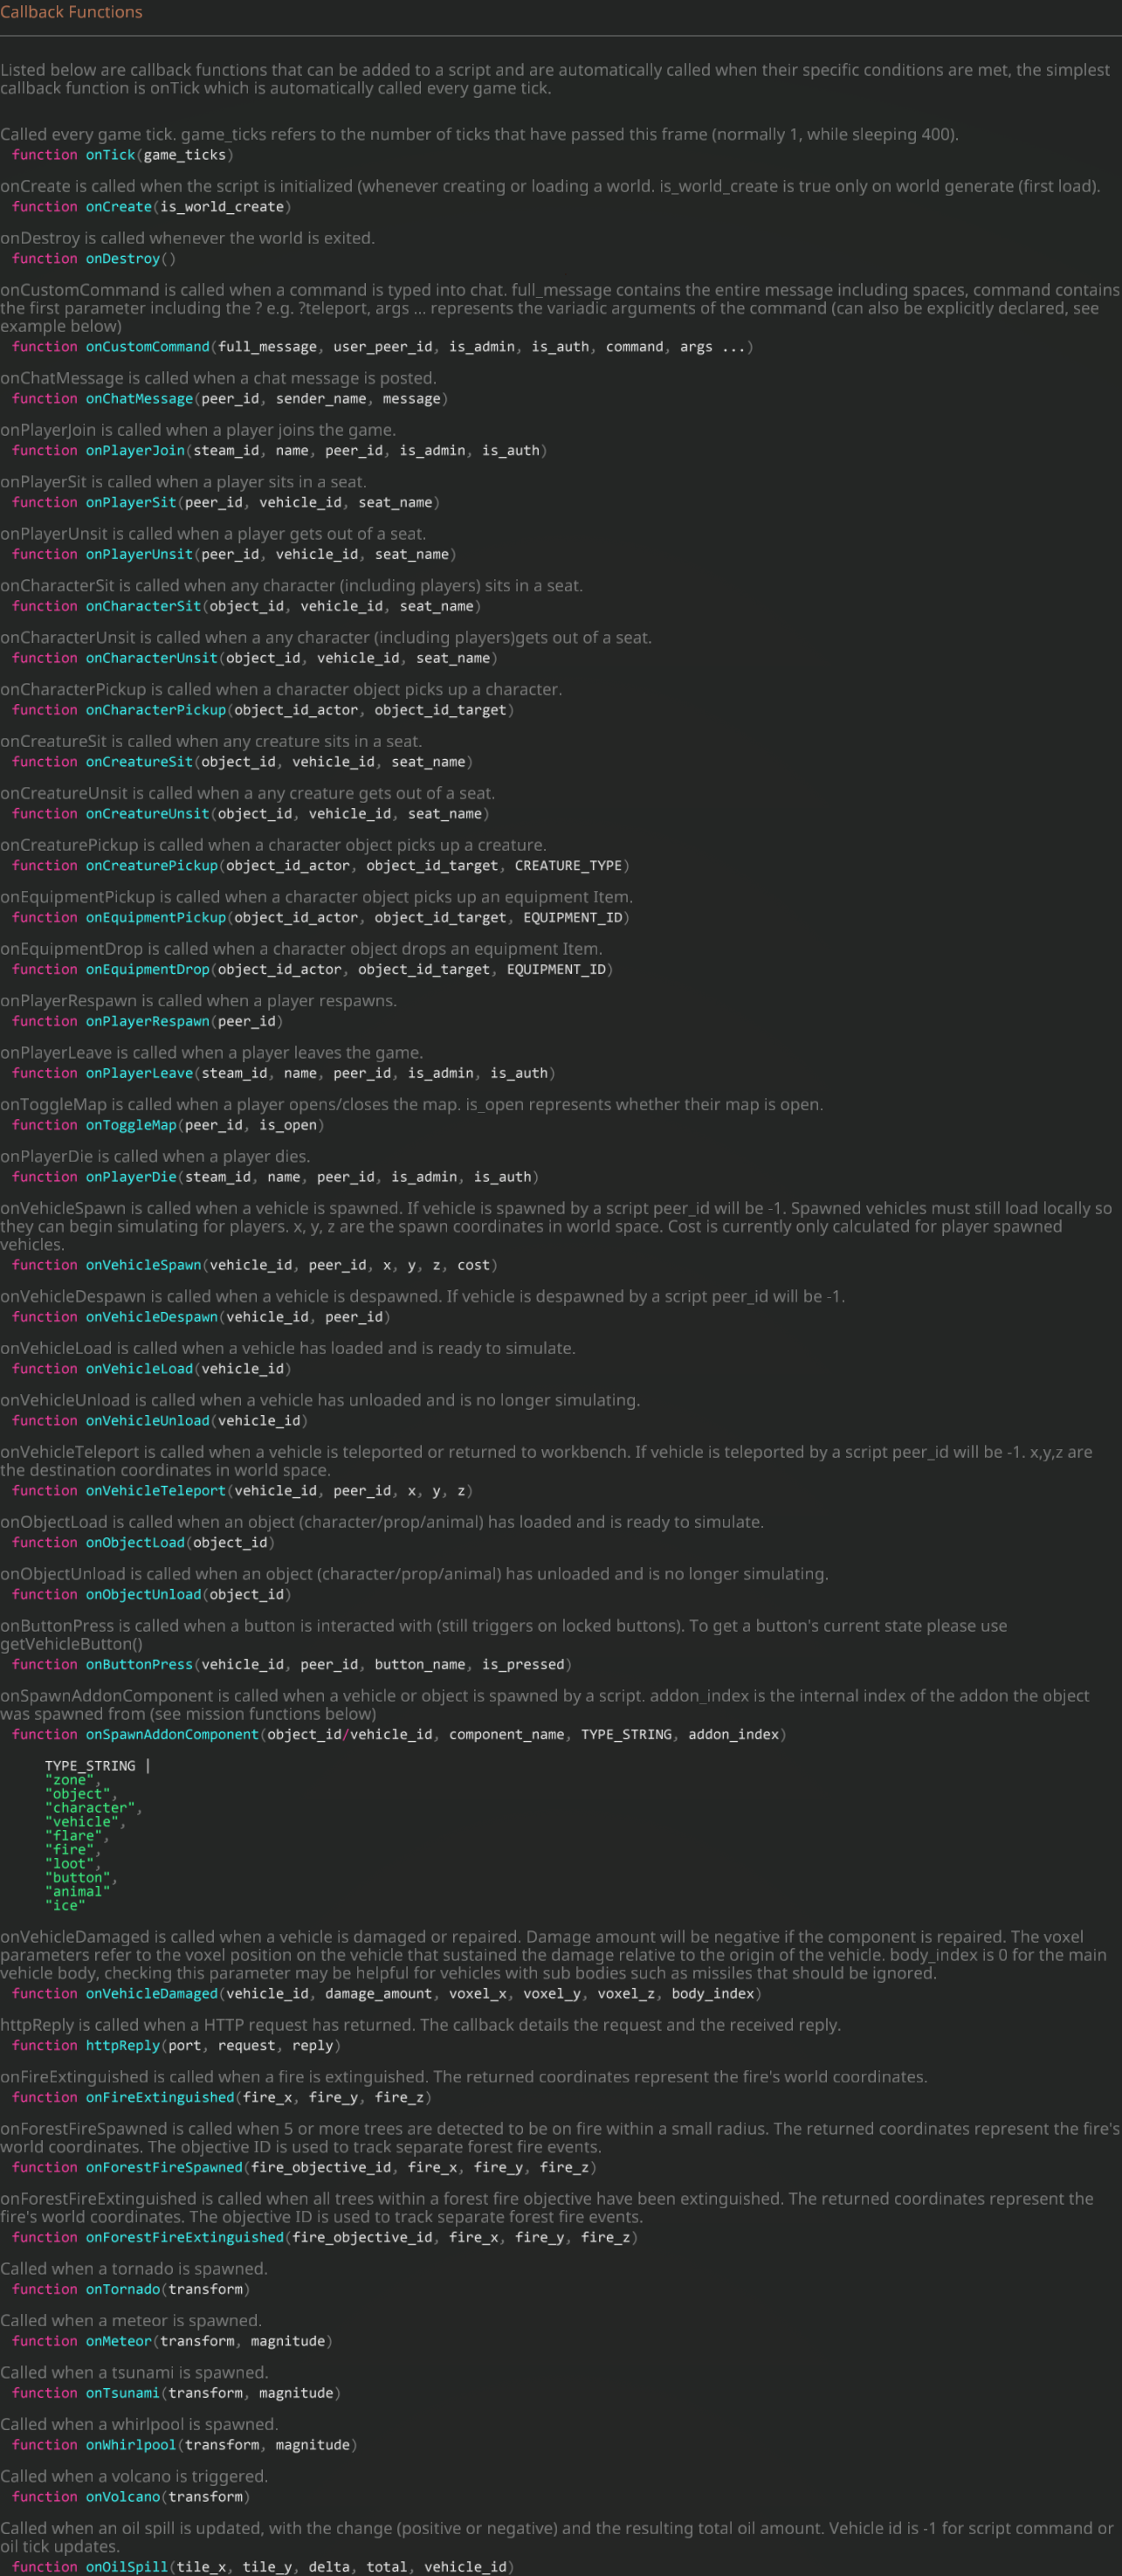 Callback Functions
Listed below are callback functions that can be added to a script and are automatically called when their specific conditions are met, the simplest
callback function is onTick which is automatically called every game tick.
Called every game tick. game_ticks refers to the number of ticks that have passed this frame (normally 1, while sleeping 400).
function onTick(game_ticks)
onCreate is called when the script is initialized (whenever creating or loading a world. is_world_create is true only on world generate (first load).
function onCreate(is_world_create)
onDestroy is called whenever the world is exited.
function onDestroy()
onCustomCommand is called when a command is typed into chat. full_message contains the entire message including spaces, command contains
the first parameter including the ? e.g. ?teleport, args ... represents the variadic arguments of the command (can also be explicitly declared, see
example below)
function onCustomCommand(full_message, user_peer_id, is_admin, is_auth, command, args ...)
onChatMessage is called when a chat message is posted.
function onChatMessage(peer_id, sender_name, message)
onPlayerJoin is called when a player joins the game.
function onPlayerJoin(steam_id, name, peer_id, is_admin, is_auth)
onPlayerSit is called when a player sits in a seat.
function onPlayerSit(peer_id, vehicle_id, seat_name)
onPlayerUnsit is called when a player gets out of a seat.
function onPlayerUnsit(peer_id, vehicle_id, seat_name)
onCharacterSit is called when any character (including players) sits in a seat.
function onCharacterSit(object_id, vehicle_id, seat_name)
onCharacterUnsit is called when a any character (including players)gets out of a seat.
function onCharacterUnsit(object_id, vehicle_id, seat_name)
onCharacterPickup is called when a character object picks up a character.
function onCharacterPickup(object_id_actor, object_id_target)
onCreatureSit is called when any creature sits in a seat.
function onCreatureSit(object_id, vehicle_id, seat_name)
onCreatureUnsit is called when a any creature gets out of a seat.
function onCreatureUnsit(object_id, vehicle_id, seat_name)
onCreaturePickup is called when a character object picks up a creature.
function onCreaturePickup(object_id_actor, object_id_target, CREATURE_TYPE)
onEquipmentPickup is called when a character object picks up an equipment Item.
function onEquipmentPickup(object_id_actor, object_id_target, EQUIPMENT_ID)
onEquipmentDrop is called when a character object drops an equipment Item.
function onEquipmentDrop(object_id_actor, object_id_target, EQUIPMENT_ID)
onPlayerRespawn is called when a player respawns.
function onPlayerRespawn(peer_id)
onPlayerLeave is called when a player leaves the game.
function onPlayerLeave(steam_id, name, peer_id, is_admin, is_auth)
onToggleMap is called when a player opens/closes the map. is_open represents whether their map is open.
function onToggleMap(peer_id, is_open)
onPlayerDie is called when a player dies.
function onPlayerDie(steam_id, name, peer_id, is_admin, is_auth)
onVehicleSpawn is called when a vehicle is spawned. If vehicle is spawned by a script peer_id will be -1. Spawned vehicles must still load locally so
they can begin simulating for players. x, y, z are the spawn coordinates in world space. Cost is currently only calculated for player spawned
vehicles.
function onVehicleSpawn(vehicle_id, peer_id, x, y, z, cost)
onVehicleDespawn is called when a vehicle is despawned. If vehicle is despawned by a script peer_id will be -1.
function onVehicleDespawn(vehicle_id, peer_id)
onVehicleLoad is called when a vehicle has loaded and is ready to simulate.
function onVehicleLoad(vehicle_id)
onVehicleUnload is called when a vehicle has unloaded and is no longer simulating.
function onVehicleUnload(vehicle_id)
onVehicleTeleport is called when a vehicle is teleported or returned to workbench. If vehicle is teleported by a script peer_id will be -1. x,y,z are
the destination coordinates in world space.
function onVehicleTeleport(vehicle_id, peer_id, x, y, z)
onObjectLoad is called when an object (character/prop/animal) has loaded and is ready to simulate.
function onObjectLoad(object_id)
onObjectUnload is called when an object (character/prop/animal) has unloaded and is no longer simulating.
function onObjectUnload(object_id)
onButtonPress is called when a button is interacted with (still triggers on locked buttons). To get a button's current state please use
getVehicleButton()
function onButtonPress(vehicle_id, peer_id, button_name, is_pressed)
onSpawnAddonComponent is called when a vehicle or object is spawned by a script. addon_index is the internal index of the addon the object
was spawned from (see mission functions below)
function onSpawnAddonComponent(object_id/vehicle_id, component_name, TYPE_STRING, addon_index)
TYPE_STRING |
"zone",
"object",
"character",
"vehicle",
"flare",
"fire",
"loot",
"button",
"animal"
"ice"
onVehicleDamaged is called when a vehicle is damaged or repaired. Damage amount will be negative if the component is repaired. The voxel
parameters refer to the voxel position on the vehicle that sustained the damage relative to the origin of the vehicle. body_index is 0 for the main
vehicle body, checking this parameter may be helpful for vehicles with sub bodies such as missiles that should be ignored.
function onVehicleDamaged(vehicle_id, damage_amount, voxel_x, voxel_y, voxel_z, body_index)
httpReply is called when a HTTP request has returned. The callback details the request and the received reply.
function httpReply(port, request, reply)
onFireExtinguished is called when a fire is extinguished. The returned coordinates represent the fire's world coordinates.
function onFireExtinguished(fire_x, fire_y, fire_z)
onForestFireSpawned is called when 5 or more trees are detected to be on fire within a small radius. The returned coordinates represent the fire's
world coordinates. The objective ID is used to track separate forest fire events.
function onForestFireSpawned(fire_objective_id, fire_x, fire_y, fire_z)
onForestFireExtinguished is called when all trees within a forest fire objective have been extinguished. The returned coordinates represent the
fire's world coordinates. The objective ID is used to track separate forest fire events.
function onForestFireExtinguished(fire_objective_id, fire_x, fire_y, fire_z)
Called when a tornado is spawned.
function onTornado(transform)
Called when a meteor is spawned.
function onMeteor(transform, magnitude)
Called when a tsunami is spawned.
function onTsunami(transform, magnitude)
Called when a whirlpool is spawned.
function onWhirlpool(transform, magnitude)
Called when a volcano is triggered.
function onVolcano(transform)
Called when an oil spill is updated, with the change (positive or negative) and the resulting total oil amount. Vehicle id is -1 for script command or
oil tick updates.
function onOilSpill(tile_x, tile_y, delta, total, vehicle_id)